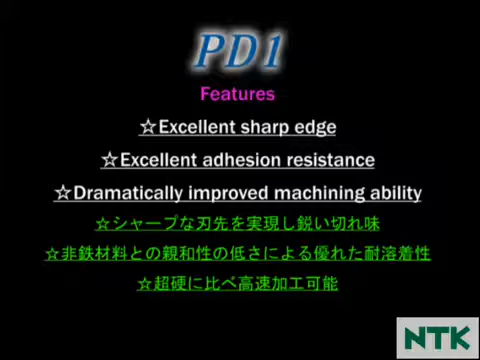 PD1
Features
☆Excellent sharp edge
☆Excellent adhesion resistance
☆Dramatically improved machining ability
☆シャープな刃先を実現し鋭い切れ味
☆非鉄材料との親和性の低さによる優れた耐溶着性
☆超硬に比べ高速加工可能
NTK